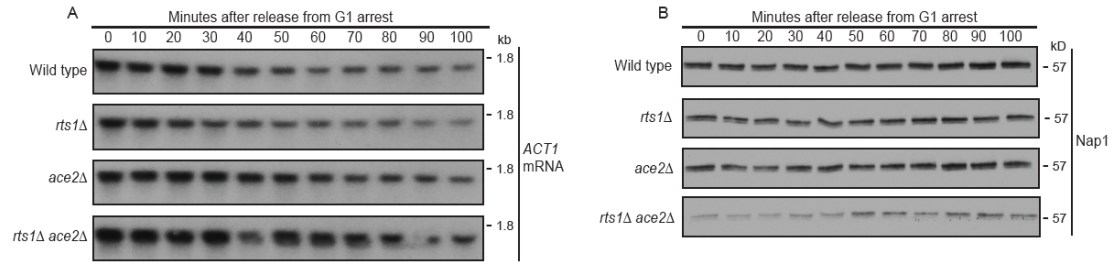 A
Minutes after release from G1 arrest
0 10 20 30 40 50 60 70 80 90 100
kb
Wild type
- 1.8
rts1Δ
- 1.8
ace2Δ
- 1.8
rts1Δ ace2Δ
- 1.8
ACT1
mRNA
B
Minutes after release from G1 arrest
0 10 20 30 40 50 60 70 80 90 100
kD
Wild type
- 57
rts1Δ
- 57
ace2Δ
- 57
rts1Δ ace2Δ
- 57
Nap1